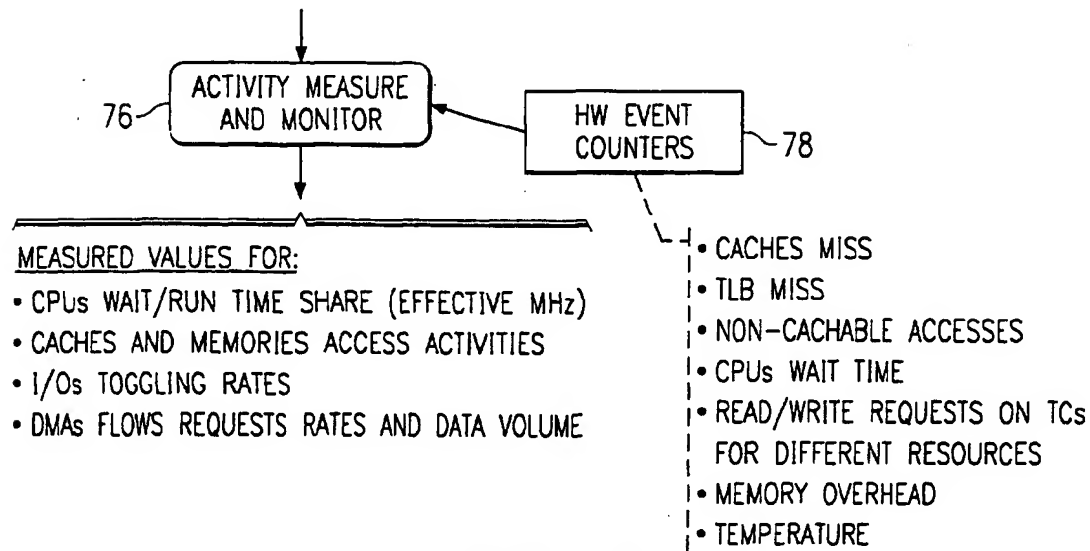 ACTIVITY MEASURE
AND MONITOR
76
HW EVENT
COUNTERS
78
MEASURED VALUES FOR:
• CPUs WAIT/RUN TIME SHARE (EFFECTIVE MHz)
• CACHES AND MEMORIES ACCESS ACTIVITIES
• I/Os TOGGLING RATES
• DMAs FLOWS REQUESTS RATES AND DATA VOLUME
• CACHES MISS
• TLB MISS
• NON-CACHABLE ACCESSES
• CPUs WAIT TIME
• READ/WRITE REQUESTS ON TCs
FOR DIFFERENT RESOURCES
• MEMORY OVERHEAD
• TEMPERATURE